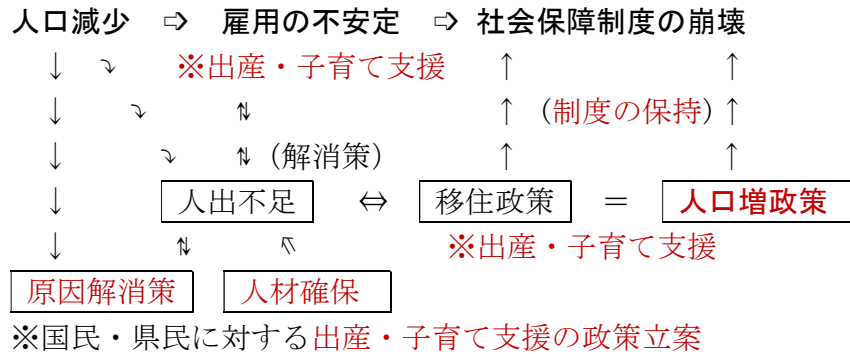 人口減少 ⇨ 雇用の不安定 ⇨ 社会保障制度の崩壊
↓ ⤵ ※出産・子育て支援 ↑ ↑
↓ ⤵ ⇅ ↑ (制度の保持) ↑
↓ ⤵ ⇅ (解消策) ↑ ↑
↓ 人出不足 ⇔ 移住政策 = 人口増政策
↓ ⇅ ⇖ ※出産・子育て支援
原因解消策 人材確保
※国民・県民に対する出産・子育て支援の政策立案